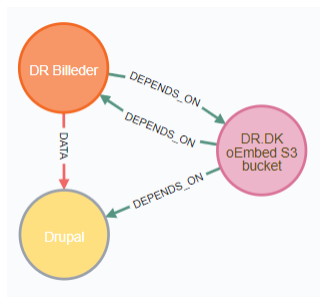 DR Billeder
DEPENDS_ON
DEPENDS_ON
DR.DK
oEmbed S3
bucket
DATA
DEPENDS_ON
Drupal